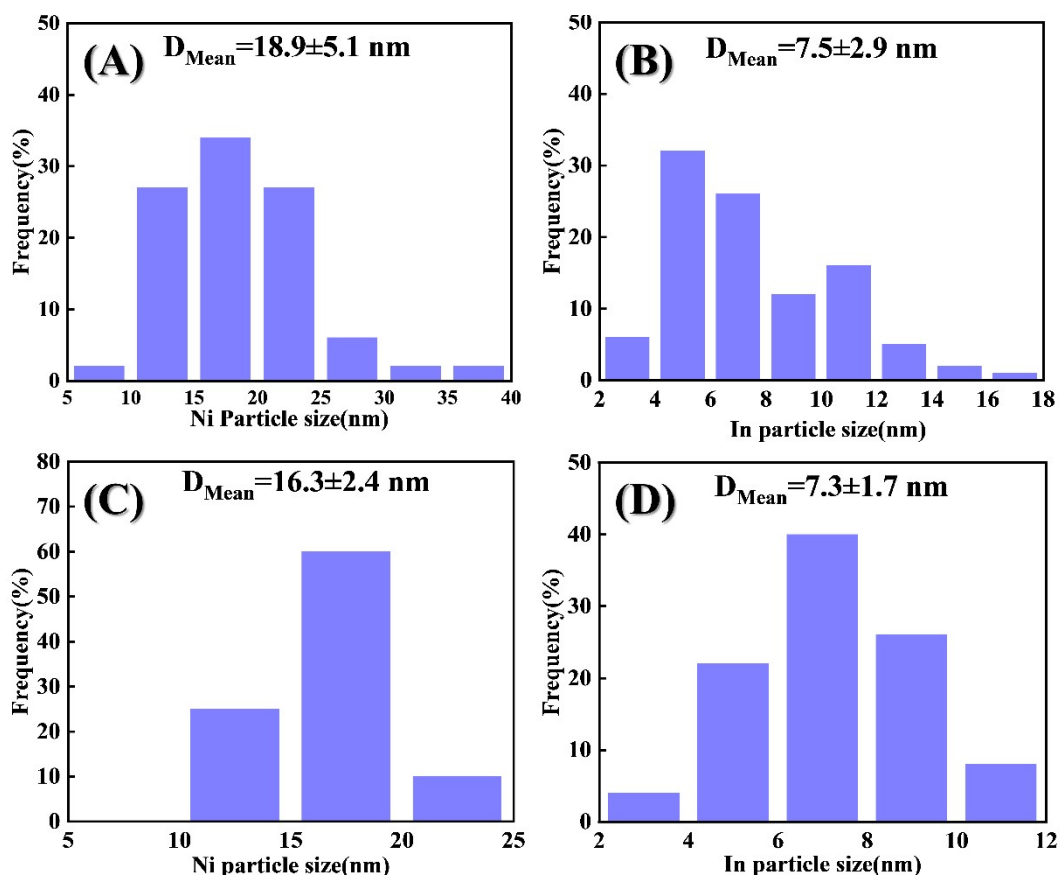 (A)
D_Mean=18.9±5.1 nm
Frequency(%)
50
40
30
20
10
0
5 10 15 20 25 30 35 40
Ni Particle size(nm)
(B)
D_Mean=7.5±2.9 nm
Frequency(%)
50
40
30
20
10
0
2 4 6 8 10 12 14 16 18
In particle size(nm)
(C)
D_Mean=16.3±2.4 nm
Frequency(%)
80
70
60
50
40
30
20
10
0
5 10 15 20 25
Ni particle size(nm)
(D)
D_Mean=7.3±1.7 nm
Frequency(%)
50
40
30
20
10
0
2 4 6 8 10 12
In particle size(nm)